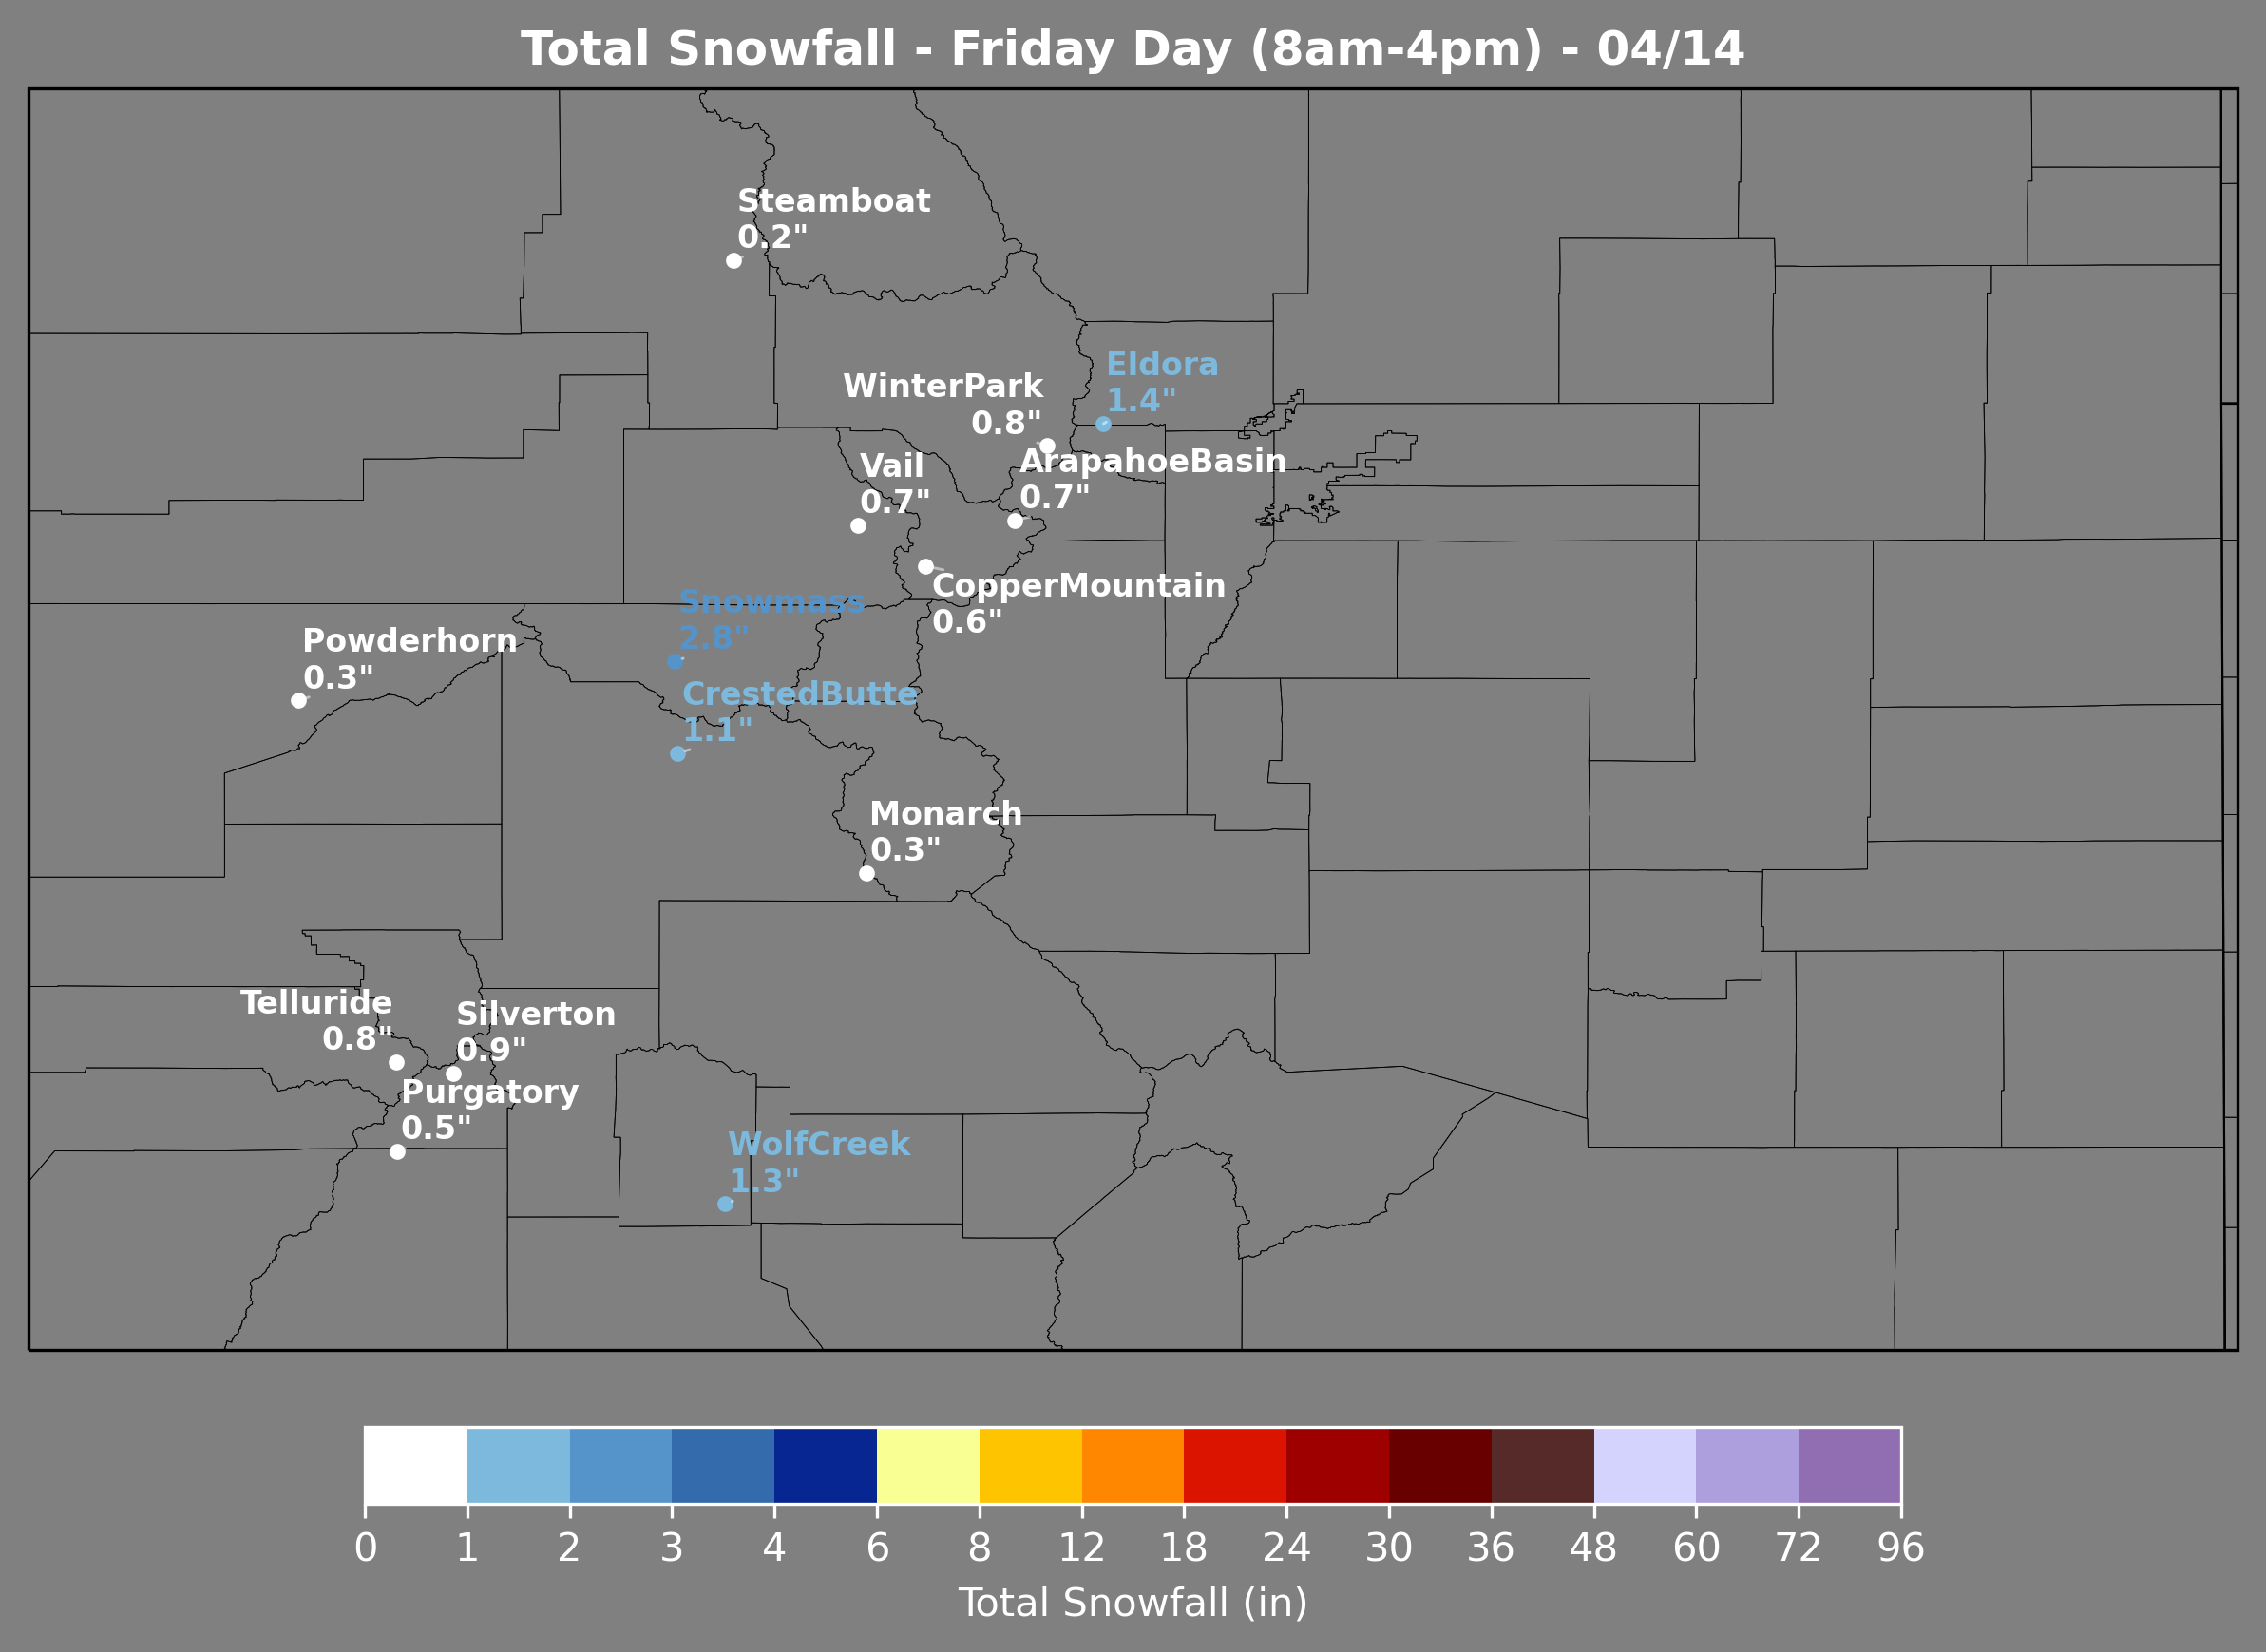 Total Snowfall - Friday Day (8am-4pm) - 04/14
Steamboat
0.2"
Eldora
1.4"
WinterPark
0.8"
ArapahoeBasin
0.7"
Vail
0.7"
CopperMountain
0.6"
Snowmass
2.8"
Powderhorn
0.3"
CrestedButte
1.1"
Monarch
0.3"
Telluride
0.8"
Silverton
0.9"
Purgatory
0.5"
WolfCreek
1.3"
0 1 2 3 4 6 8 12 18 24 30 36 48 60 72 96
Total Snowfall (in)